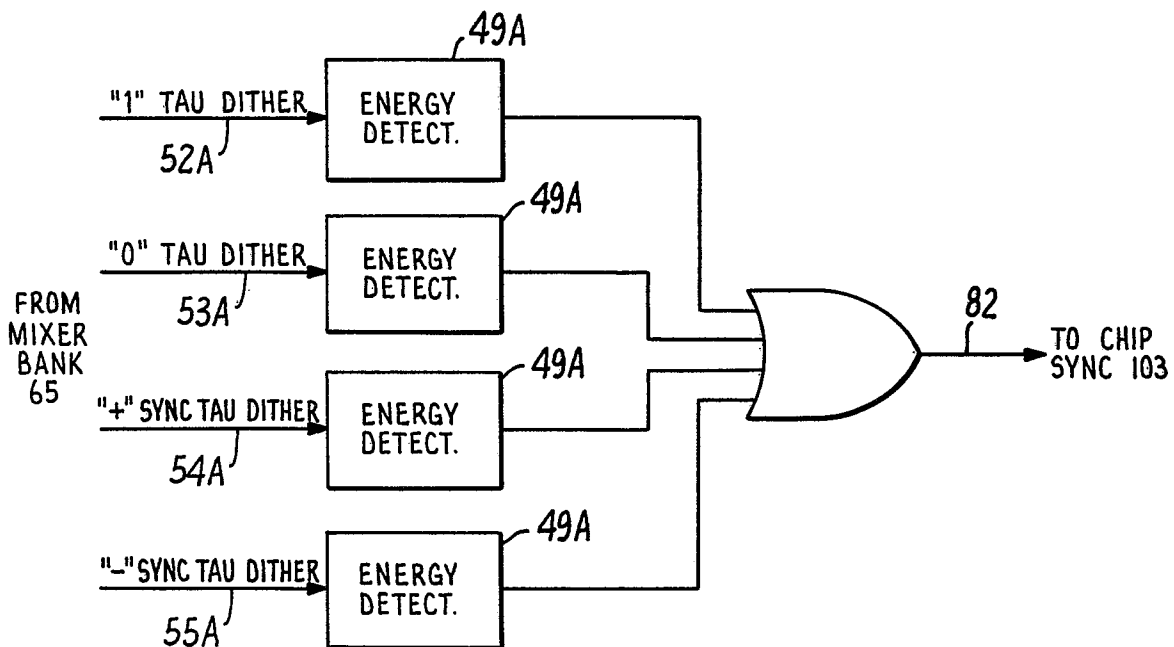 49A
"1" TAU DITHER
ENERGY
DETECT.
52A
49A
"0" TAU DITHER
ENERGY
DETECT.
53A
FROM
MIXER
BANK
65
82
TO CHIP
SYNC 103
49A
"+" SYNC TAU DITHER
ENERGY
DETECT.
54A
49A
"-" SYNC TAU DITHER
ENERGY
DETECT.
55A